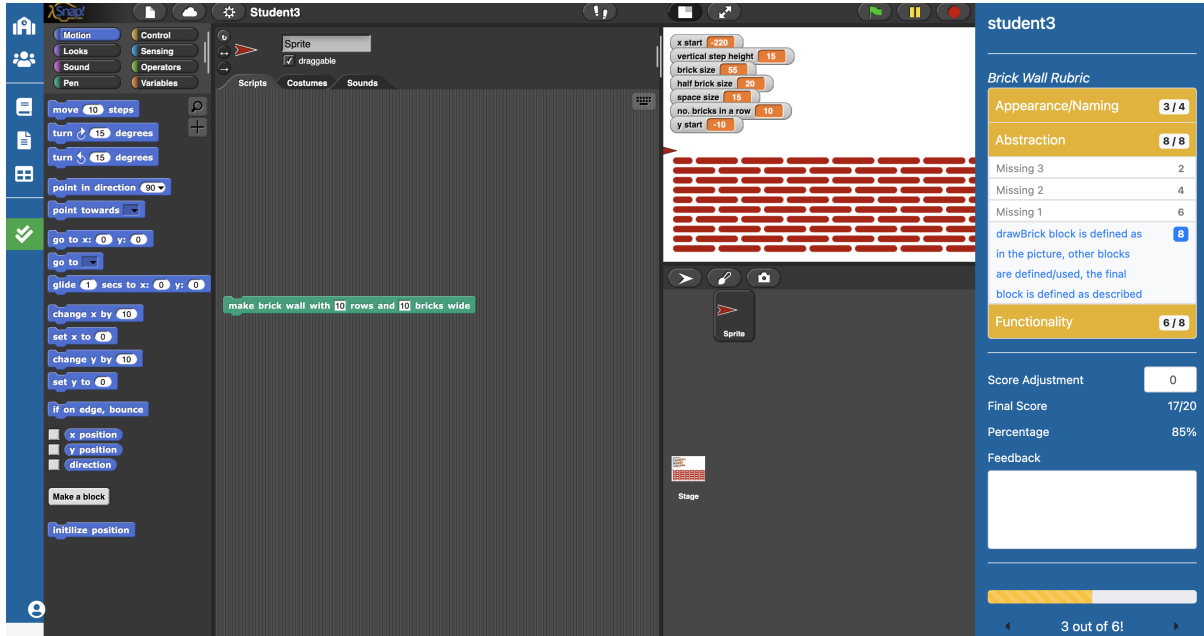 λSnap!
Student3
Motion
Control
Looks
Sensing
Sound
Operators
Pen
Variables
move 10 steps
turn 15 degrees
turn 15 degrees
point in direction 90
point towards
go to x: 0 y: 0
go to
glide 1 secs to x: 0 y: 0
change x by 10
set x to 0
change y by 10
set y to 0
if on edge, bounce
x position
y position
direction
Make a block
initilize position
Sprite
draggable
Scripts
Costumes
Sounds
make brick wall with 10 rows and 10 bricks wide
x start -220
vertical step height 15
brick size 55
half brick size 20
space size 15
no. bricks in a row 10
y start -10
Sprite
Stage
student3
Brick Wall Rubric
Appearance/Naming 3 / 4
Abstraction 8 / 8
Missing 3 2
Missing 2 4
Missing 1 6
drawBrick block is defined as 8
in the picture, other blocks
are defined/used, the final
block is defined as described
Functionality 6 / 8
Score Adjustment 0
Final Score 17/20
Percentage 85%
Feedback
3 out of 6!